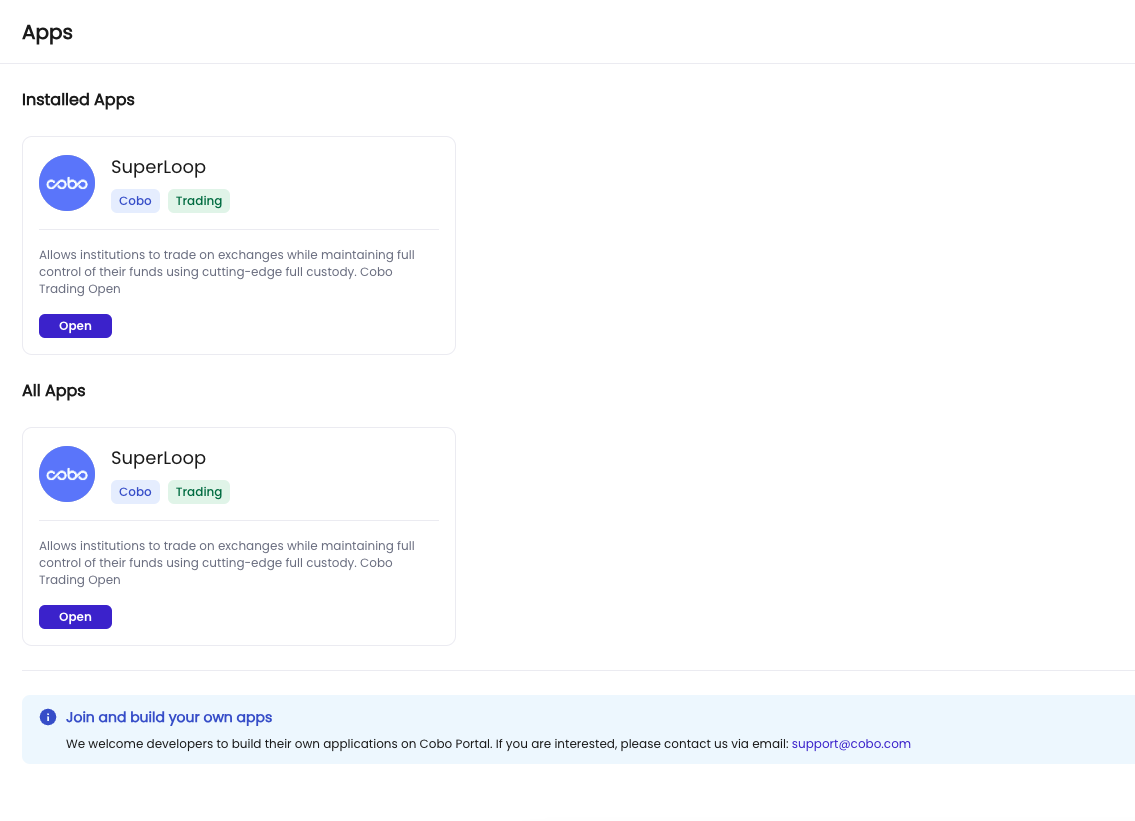 Apps
Installed Apps
cobo
SuperLoop
Cobo Trading
Allows institutions to trade on exchanges while maintaining full
control of their funds using cutting-edge full custody. Cobo
Trading Open
Open
All Apps
cobo
SuperLoop
Cobo Trading
Allows institutions to trade on exchanges while maintaining full
control of their funds using cutting-edge full custody. Cobo
Trading Open
Open
Join and build your own apps
We welcome developers to build their own applications on Cobo Portal. If you are interested, please contact us via email: support@cobo.com